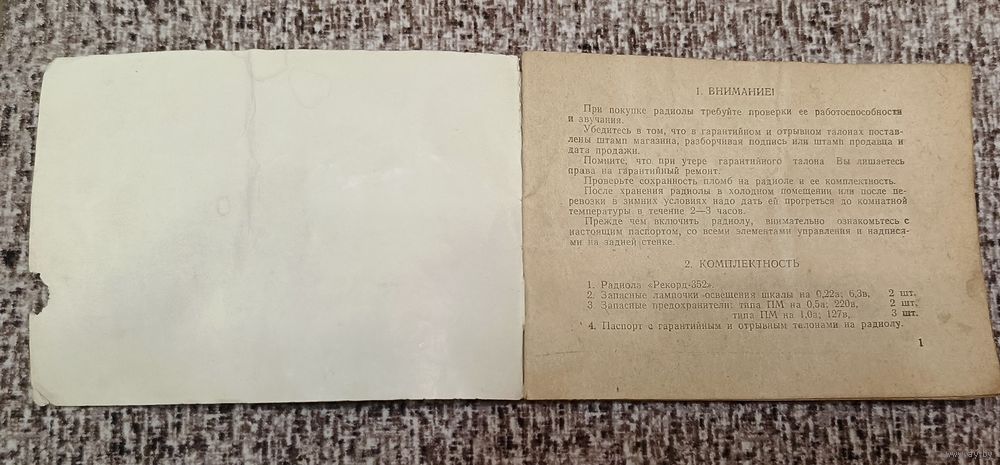 1. ВНИМАНИЕ!
При покупке радиолы требуйте проверки ее работоспособности
и звучания.
Убедитесь в том, что в гарантийном и отрывном талонах постав-
лены штамп магазина, разборчивая подпись или штамп продавца и
дата продажи.
Помните, что при утере гарантийного талона Вы лишаетесь
права на гарантийный ремонт.
Проверьте сохранность пломб на радиоле и ее комплектность.
После хранения радиолы в холодном помещении или после пе-
ревозки в зимних условиях надо дать ей прогреться до комнатной
температуры в течение 2—3 часов.
Прежде чем включить радиолу, внимательно ознакомьтесь с
настоящим паспортом, со всеми элементами управления и надпися-
ми на задней стенке.
2. КОМПЛЕКТНОСТЬ
1. Радиола «Рекорд-352».
2. Запасные лампочки освещения шкалы на 0,22а; 6,3в, 2 шт.
3. Запасные предохранители: типа ПМ на 0,5а; 220в, 2 шт.
типа ПМ на 1,0а; 127в, 3 шт.
4. Паспорт с гарантийным и отрывным талонами на радиолу.
1
www.ay.by